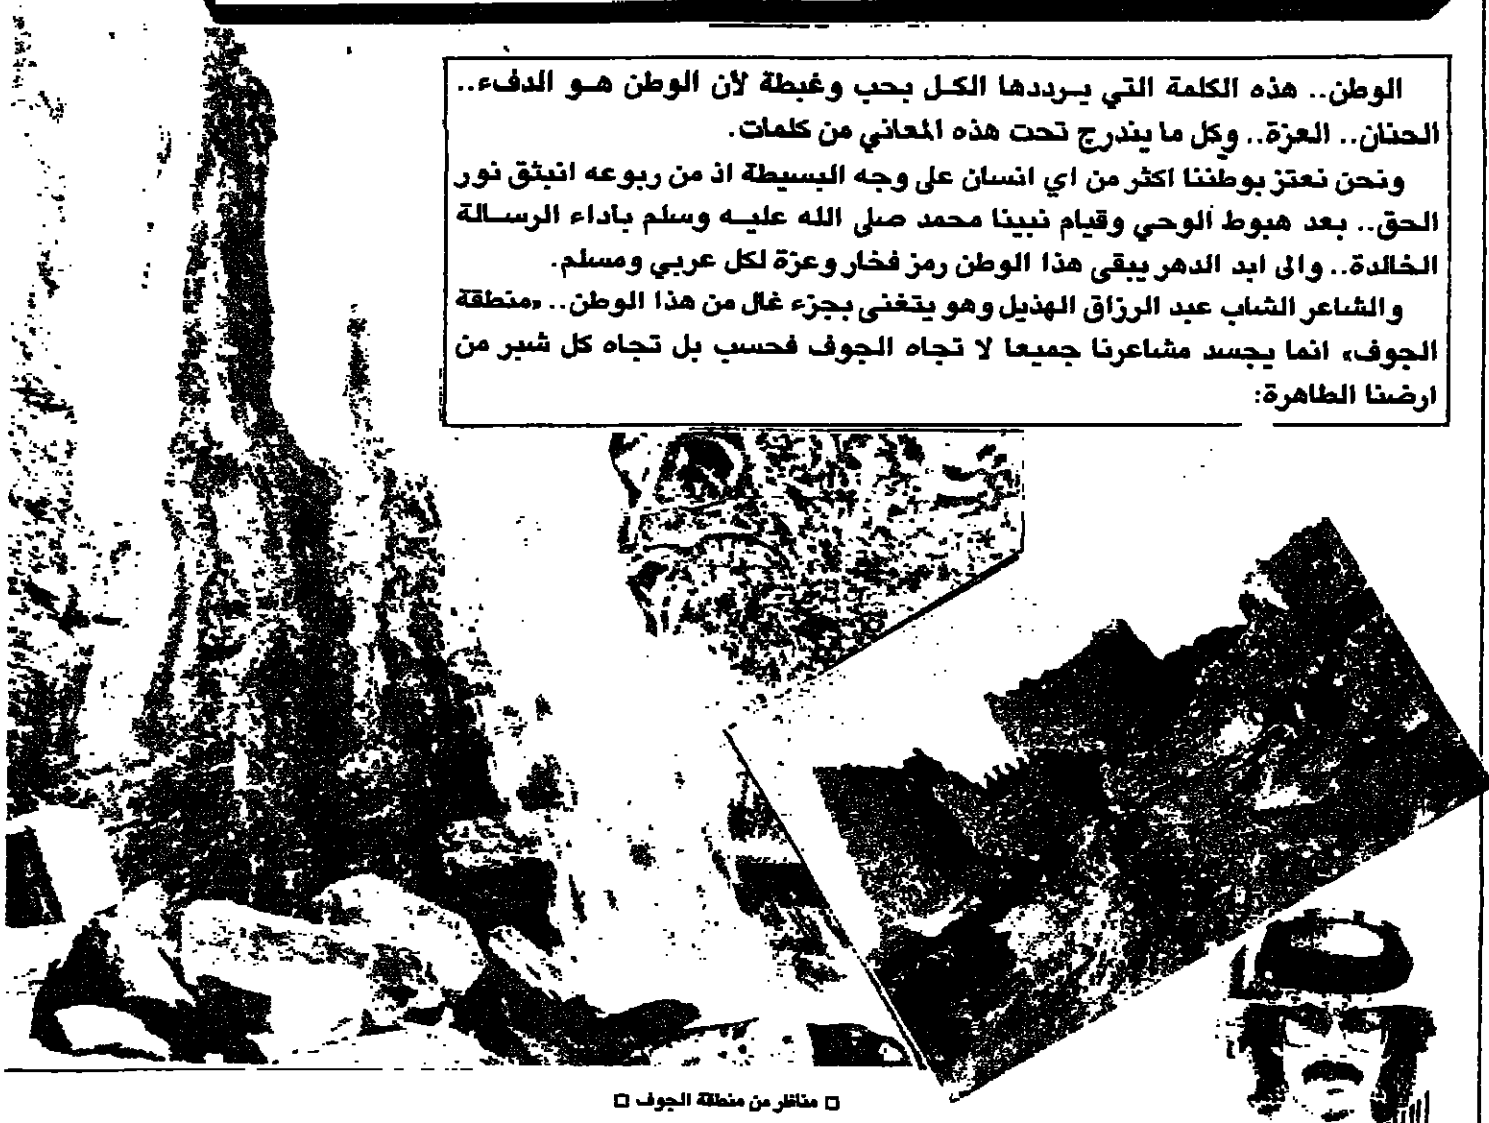 الوطن.. هذه الكلمة التي يرددها الكل بحب وغبطة لأن الوطن هو الدفء..
الحنان.. العزة.. وكل ما يندرج تحت هذه المعاني من كلمات.
ونحن نعتز بوطننا اكثر من اي انسان على وجه البسيطة اذ من ربوعه انبثق نور
الحق.. بعد هبوط الوحي وقيام نبينا محمد صلى الله عليه وسلم باداء الرسالة
الخالدة.. والى ابد الدهر يبقى هذا الوطن رمز فخار وعزة لكل عربي ومسلم.
والشاعر الشاب عبد الرزاق الهذيل وهو يتغنى بجزء غال من هذا الوطن.. «منطقة
الجوف» انما يجسد مشاعرنا جميعا لا تجاه الجوف فحسب بل تجاه كل شبر من
ارضنا الطاهرة:
□ مناظر من منطقة الجوف □